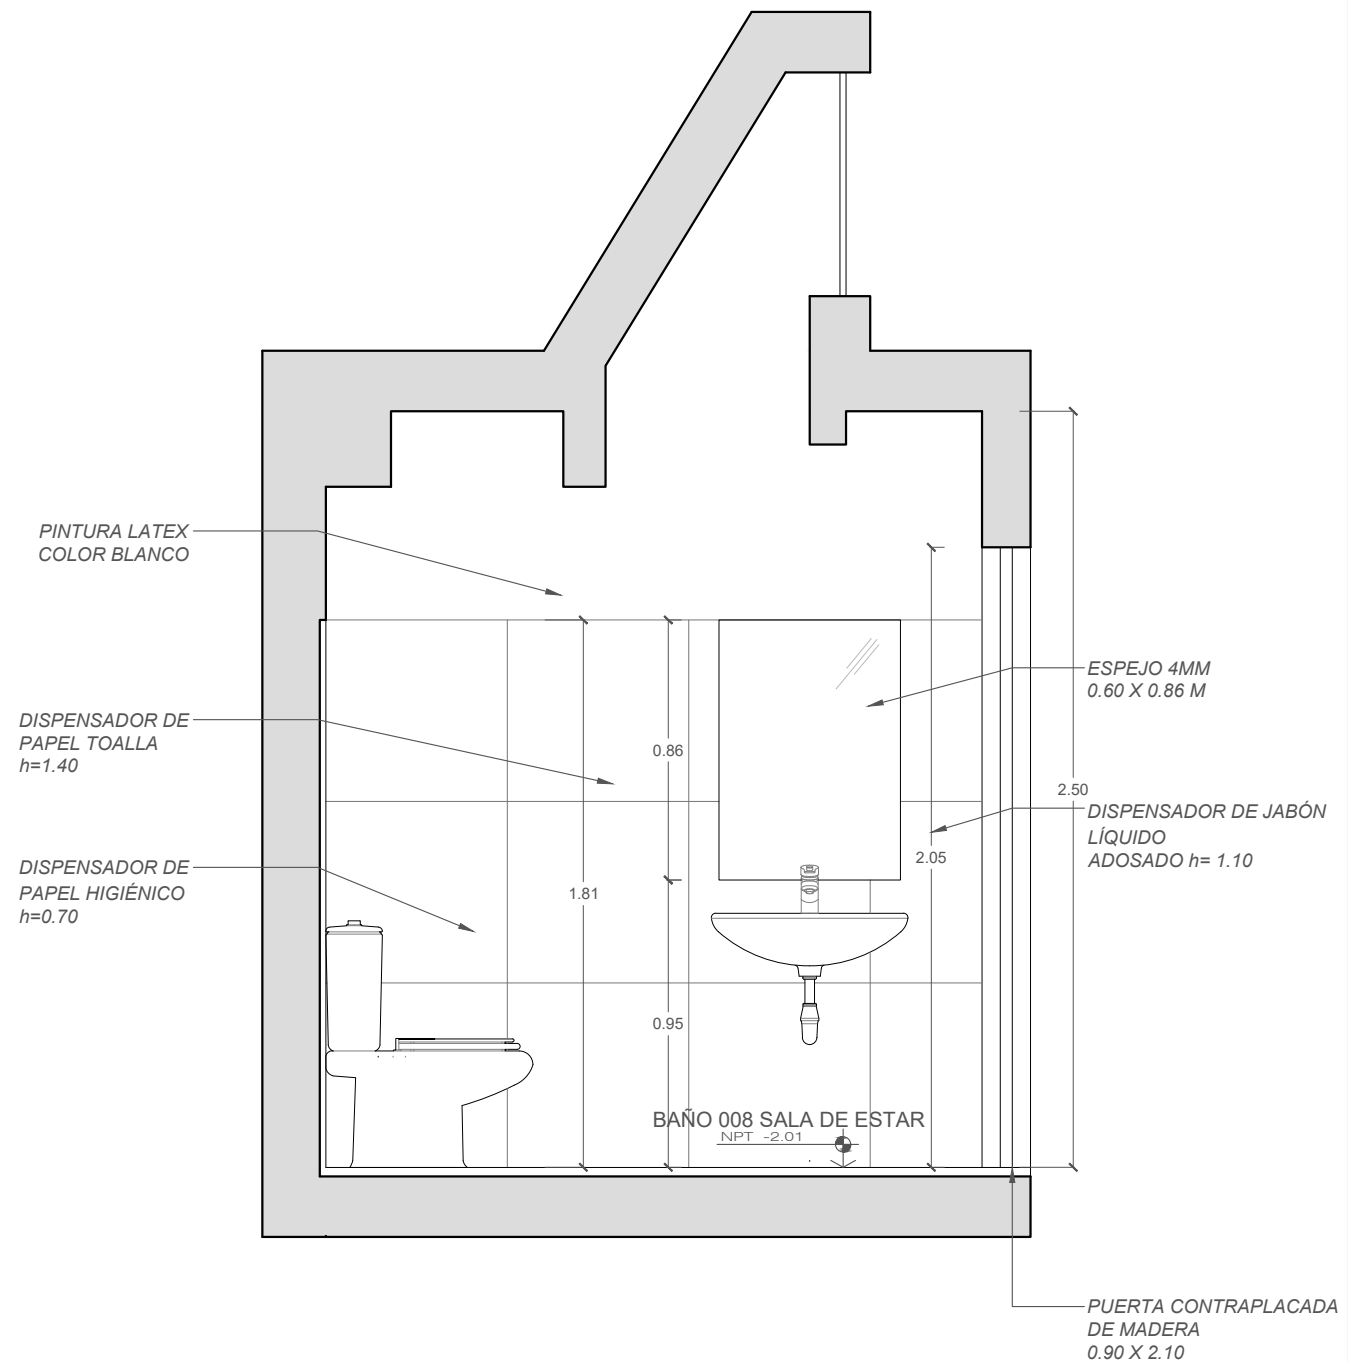 PINTURA LATEX
COLOR BLANCO
DISPENSADOR DE
PAPEL TOALLA
h=1.40
DISPENSADOR DE
PAPEL HIGIÉNICO
h=0.70
1.81
0.86
0.95
2.05
2.50
ESPEJO 4MM
0.60 X 0.86 M
DISPENSADOR DE JABÓN
LÍQUIDO
ADOSADO h= 1.10
BAÑO 008 SALA DE ESTAR
NPT -2.01
PUERTA CONTRAPLACADA
DE MADERA
0.90 X 2.10